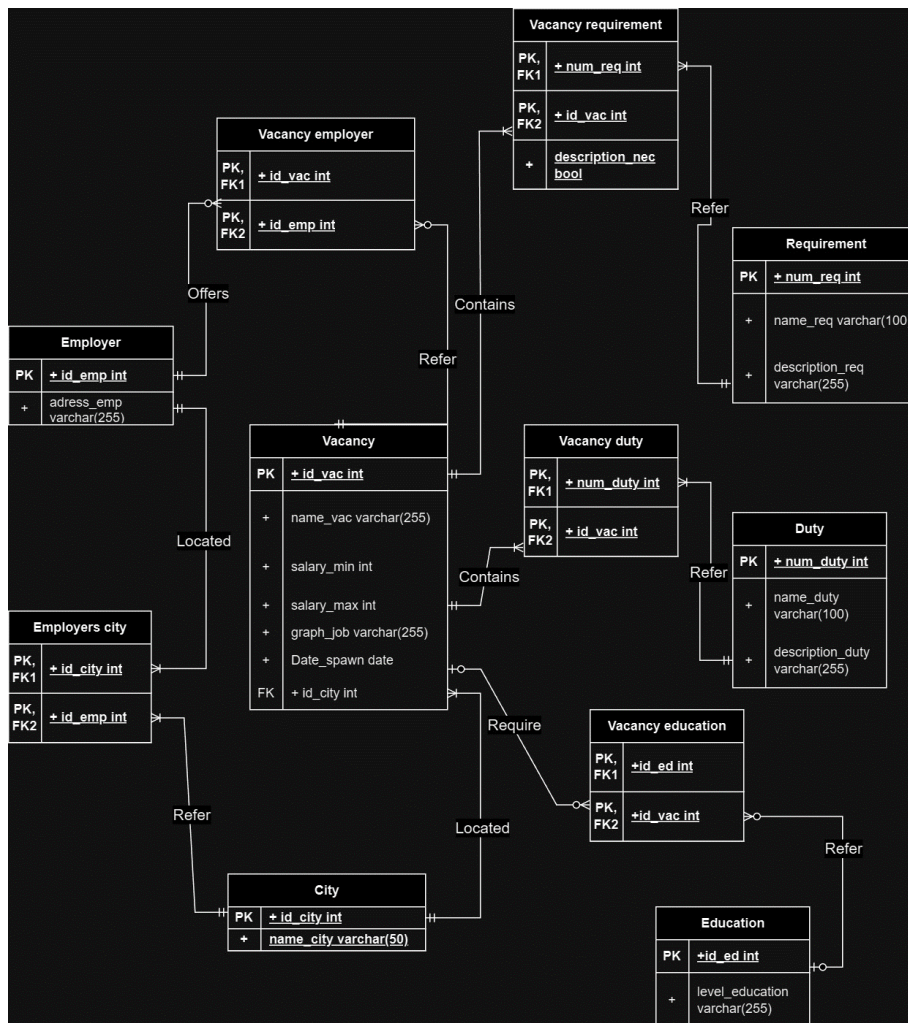 Vacancy requirement
PK,
FK1
+ num_req int
PK,
FK2
+ id_vac int
+
description_nec
bool
Vacancy employer
PK,
FK1
+ id_vac int
PK,
FK2
+ id_emp int
Refer
Requirement
PK
+ num_req int
+
name_req varchar(100
+
description_req
varchar(255)
Offers
Contains
Employer
PK
+ id_emp int
+
adress_emp
varchar(255)
Refer
Vacancy
PK
+ id_vac int
+
name_vac varchar(255)
+
salary_min int
+
salary_max int
+
graph_job varchar(255)
+
Date_spawn date
FK
+ id_city int
Vacancy duty
PK,
FK1
+ num_duty int
PK,
FK2
+ id_vac int
Contains
Refer
Duty
PK
+ num_duty int
+
name_duty
varchar(100)
+
description_duty
varchar(255)
Located
Employers city
PK,
FK1
+ id_city int
PK,
FK2
+ id_emp int
Require
Vacancy education
PK,
FK1
+id_ed int
PK,
FK2
+id_vac int
Refer
Located
Refer
City
PK
+ id_city int
+
name_city varchar(50)
Education
PK
+id_ed int
+
level_education
varchar(255)